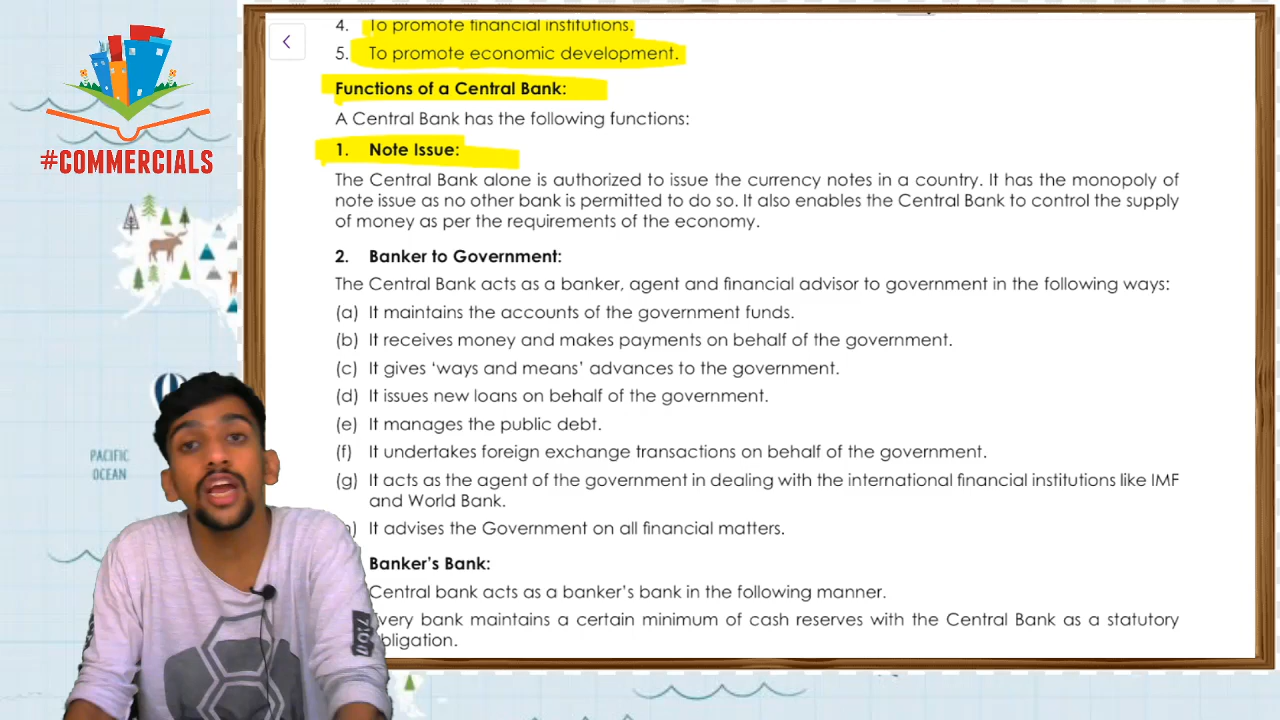 #COMMERCIALS
4. To promote financial institutions.
5. To promote economic development.
Functions of a Central Bank:
A Central Bank has the following functions:
1. Note Issue:
The Central Bank alone is authorized to issue the currency notes in a country. It has the monopoly of
note issue as no other bank is permitted to do so. It also enables the Central Bank to control the supply
of money as per the requirements of the economy.
2. Banker to Government:
The Central Bank acts as a banker, agent and financial advisor to government in the following ways:
(a) It maintains the accounts of the government funds.
(b) It receives money and makes payments on behalf of the government.
(c) It gives ‘ways and means’ advances to the government.
(d) It issues new loans on behalf of the government.
(e) It manages the public debt.
(f) It undertakes foreign exchange transactions on behalf of the government.
(g) It acts as the agent of the government in dealing with the international financial institutions like IMF
and World Bank.
It advises the Government on all financial matters.
Banker’s Bank:
Central bank acts as a banker’s bank in the following manner.
bank maintains a certain minimum of cash reserves with the Central Bank as a statutory
PACIFIC
OCEAN